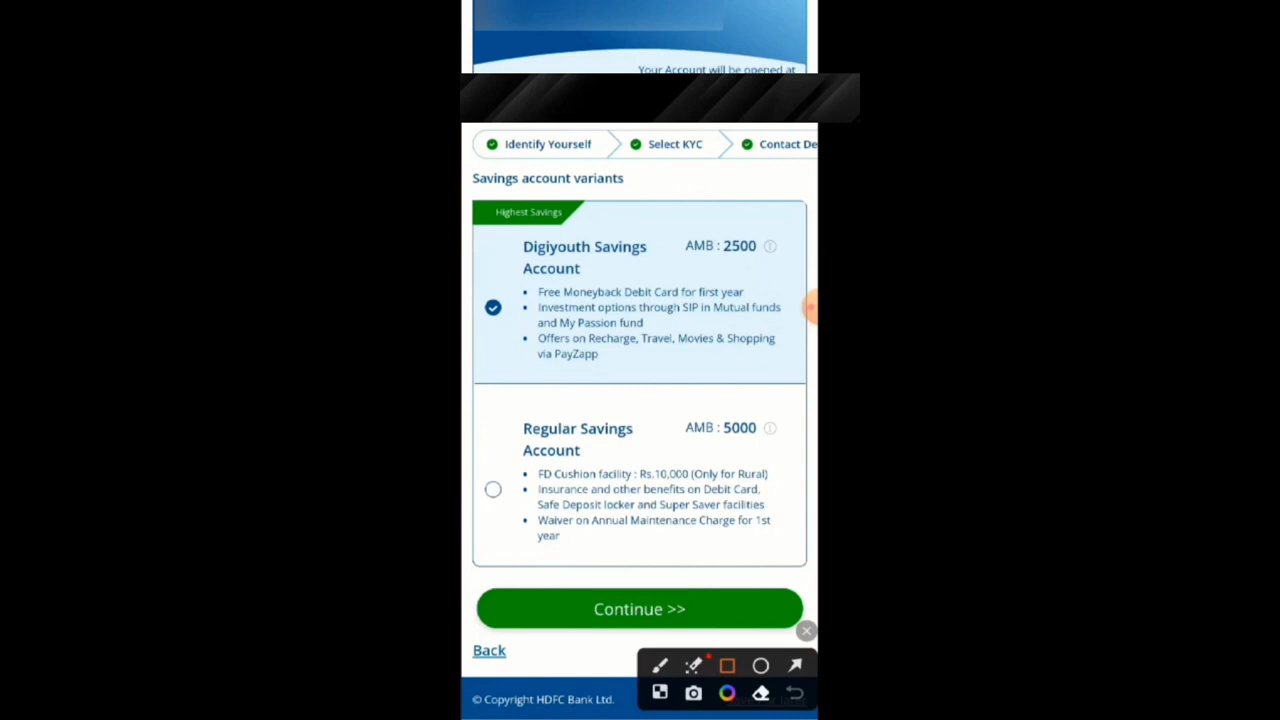 Your Account will be opened at
Identify Yourself
Select KYC
Contact De
Savings account variants
Highest Savings
Digiyouth Savings Account
AMB : 2500
• Free Moneyback Debit Card for first year
• Investment options through SIP in Mutual funds
and My Passion fund
• Offers on Recharge, Travel, Movies & Shopping
via PayZapp
Regular Savings Account
AMB : 5000
• FD Cushion facility : Rs.10,000 (Only for Rural)
• Insurance and other benefits on Debit Card,
Safe Deposit locker and Super Saver facilities
• Waiver on Annual Maintenance Charge for 1st
year
Continue >>
Back
© Copyright HDFC Bank Ltd.